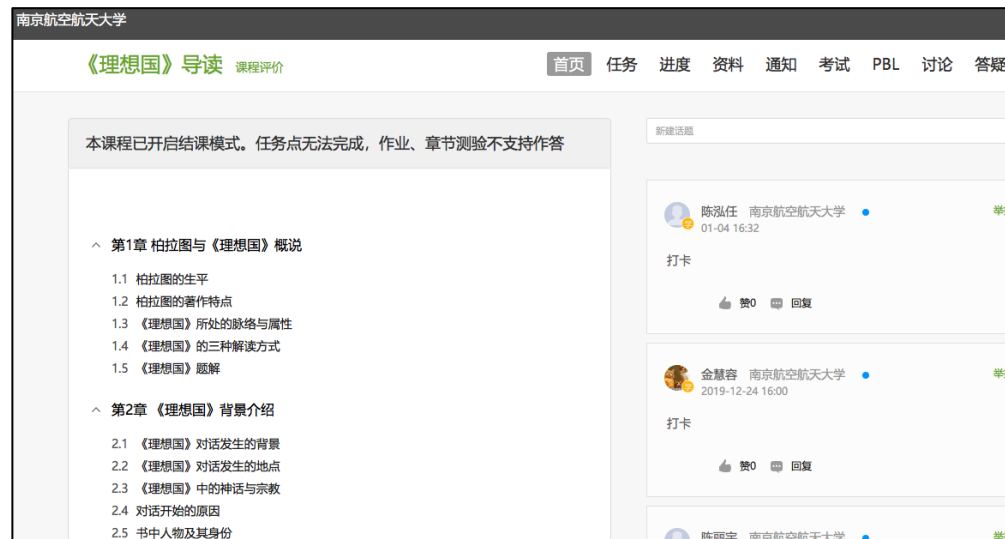 南京航空航天大学
《理想国》导读 课程评价
首页 任务 进度 资料 通知 考试 PBL 讨论 答疑
本课程已开启结课模式。任务点无法完成，作业、章节测验不支持作答
第1章 柏拉图与《理想国》概说
1.1 柏拉图的生平
1.2 柏拉图的著作特点
1.3 《理想国》所处的脉络与属性
1.4 《理想国》的三种解读方式
1.5 《理想国》题解
第2章 《理想国》背景介绍
2.1 《理想国》对话发生的背景
2.2 《理想国》对话发生的地点
2.3 《理想国》中的神话与宗教
2.4 对话开始的原因
2.5 书中人物及其身份
新建话题
陈泓任 南京航空航天大学
01-04 16:32
打卡
赞0 回复
金慧容 南京航空航天大学
2019-12-24 16:00
打卡
赞0 回复
南京航空航天大学